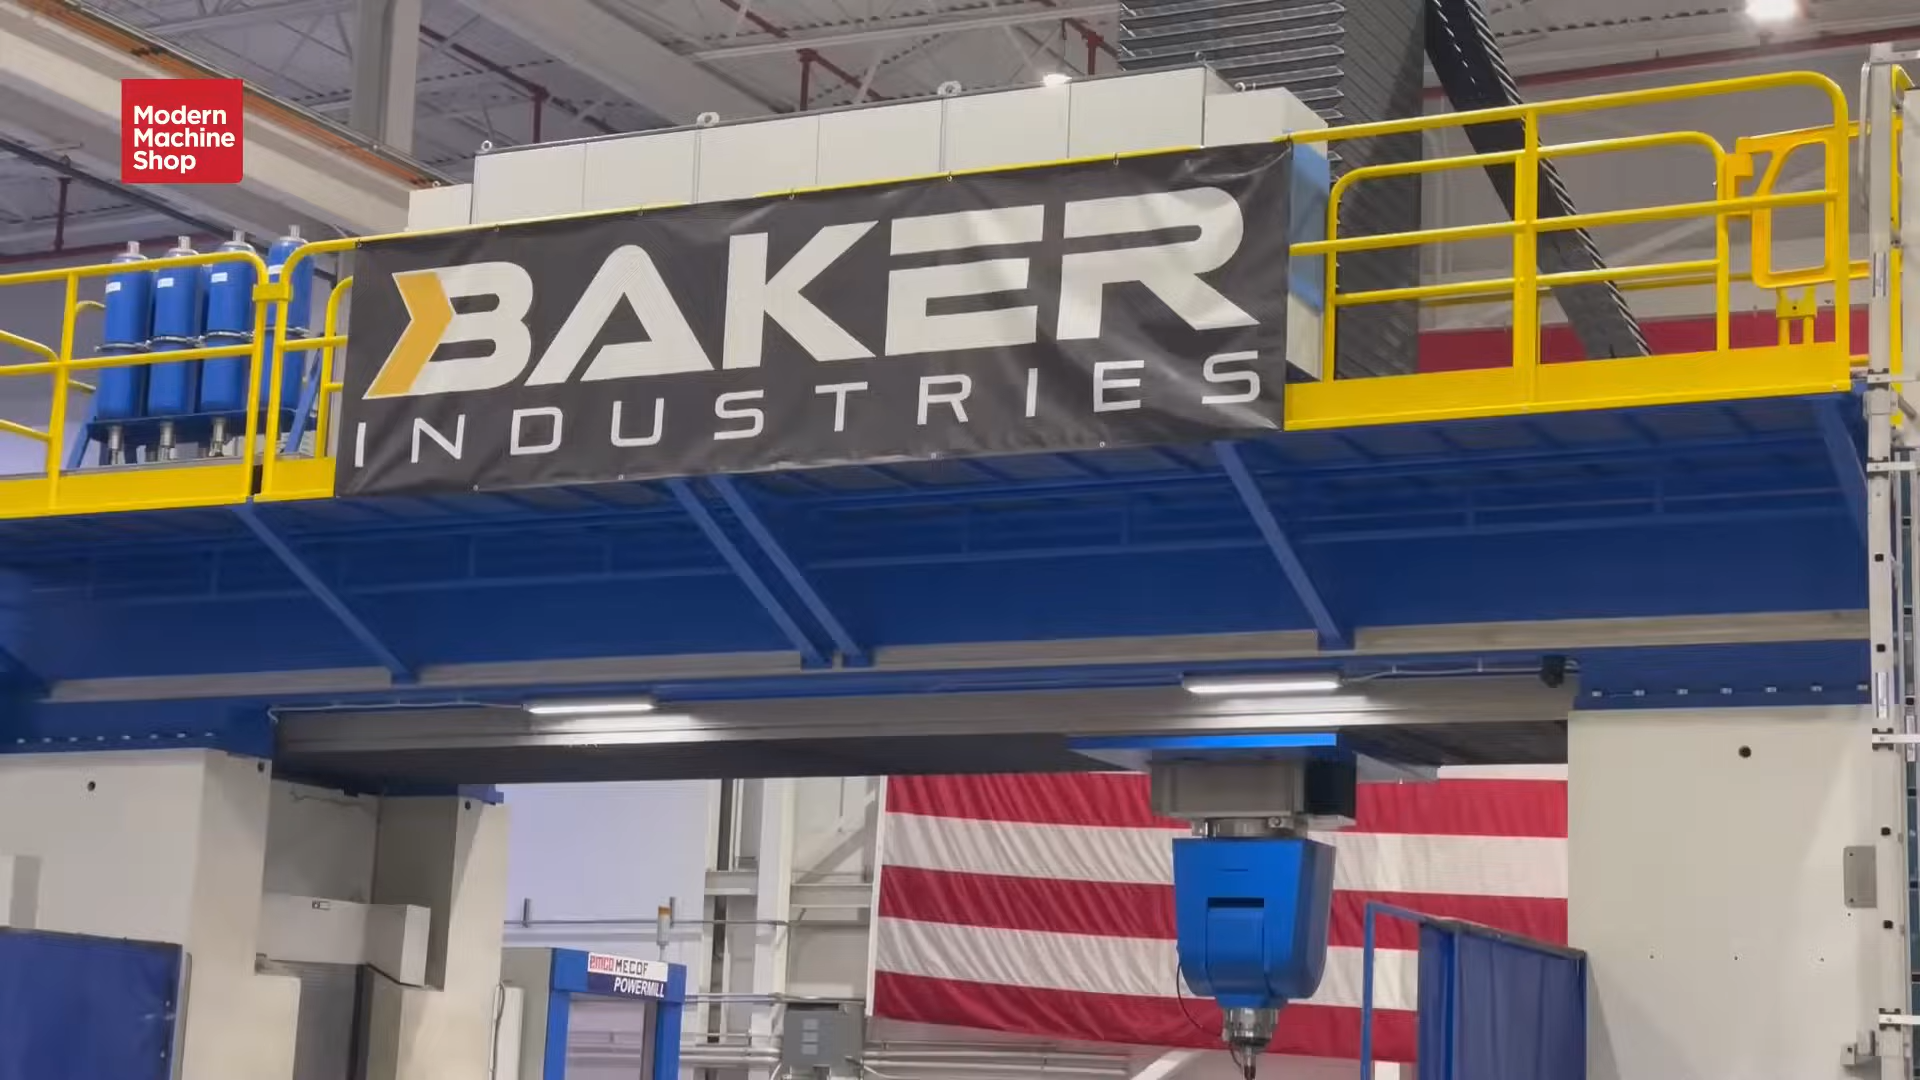 Modern
Machine
Shop
BAKER
INDUSTRIES
emco MECOF
POWERMILL